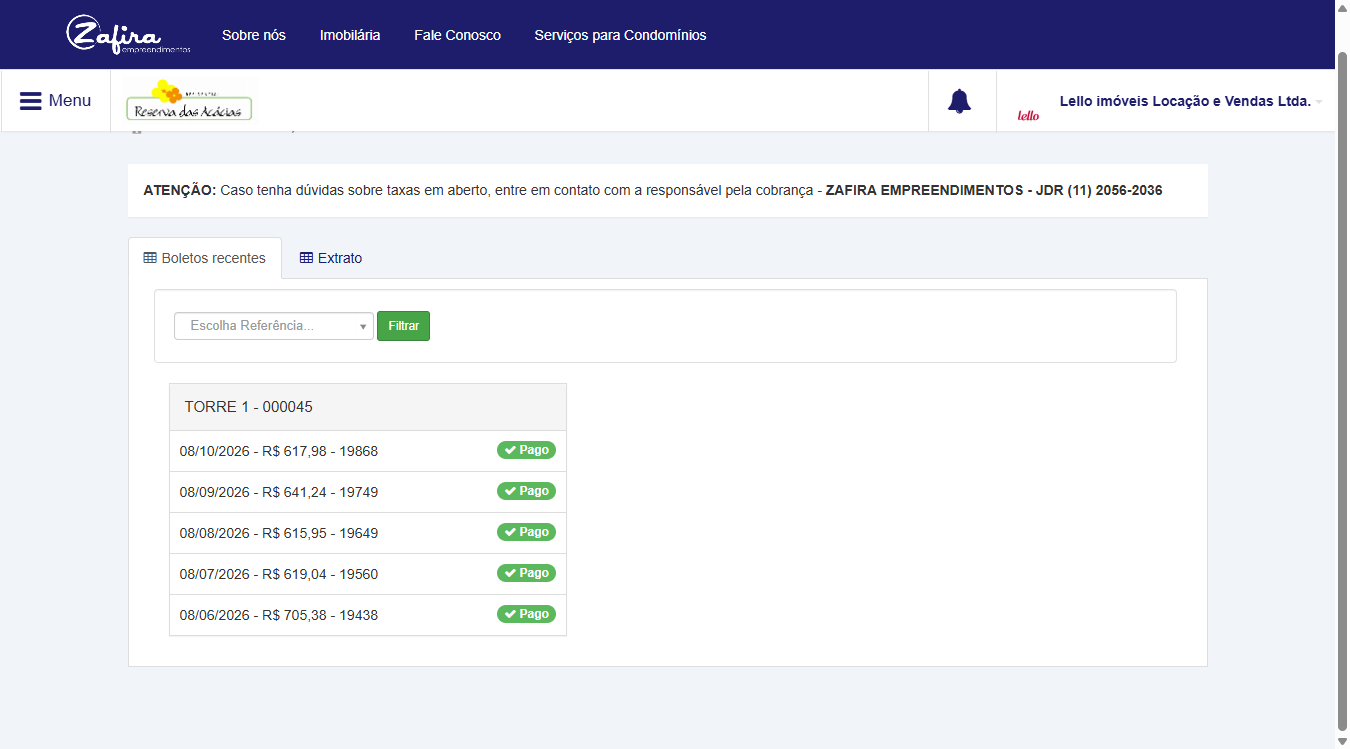 Zafira
empreendimentos
Sobre nós
Imobilária
Fale Conosco
Serviços para Condomínios
Menu
Reserva das Acácias
lello
Lello imóveis Locação e Vendas Ltda.
ATENÇÃO: Caso tenha dúvidas sobre taxas em aberto, entre em contato com a responsável pela cobrança - ZAFIRA EMPREENDIMENTOS - JDR (11) 2056-2036
Boletos recentes
Extrato
Escolha Referência...
Filtrar
TORRE 1 - 000045
08/10/2026 - R$ 617,98 - 19868 Pago
08/09/2026 - R$ 641,24 - 19749 Pago
08/08/2026 - R$ 615,95 - 19649 Pago
08/07/2026 - R$ 619,04 - 19560 Pago
08/06/2026 - R$ 705,38 - 19438 Pago